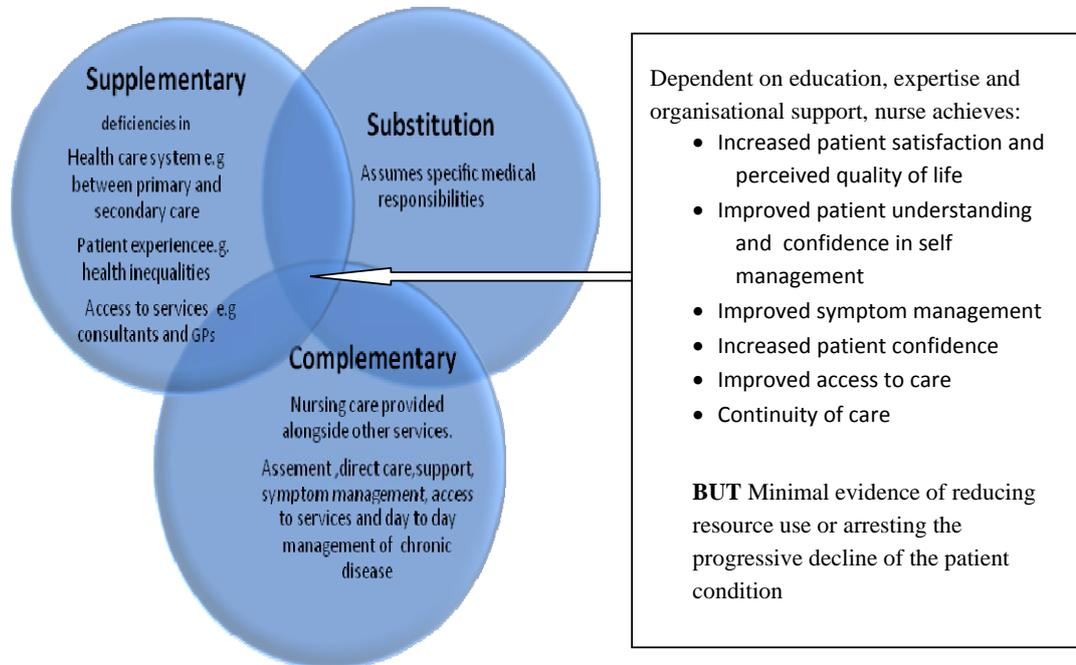 Supplementary
deficiencies in
Health care system e.g
between primary and
secondary care
Patient experiencee.g.
health inequalities
Access to services e.g
consultants and GPs
Substitution
Assumes specific medical
responsibilities
Complementary
Nursing care provided
alongside other services.
Assement ,direct care,support,
symptom management, access
to services and day to day
management of chronic
disease
Dependent on education, expertise and
organisational support, nurse achieves:
• Increased patient satisfaction and
perceived quality of life
• Improved patient understanding
and confidence in self
management
• Improved symptom management
• Increased patient confidence
• Improved access to care
• Continuity of care
BUT Minimal evidence of reducing
resource use or arresting the
progressive decline of the patient
condition